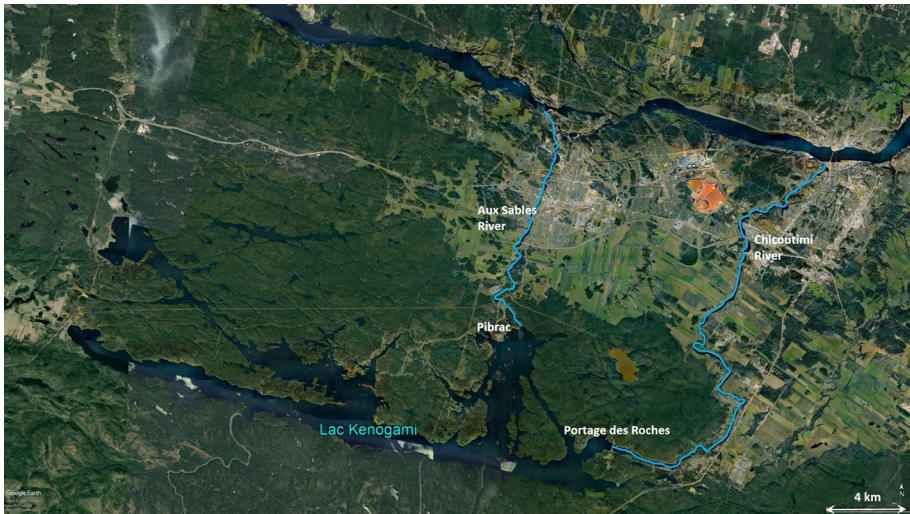 Aux Sables
River
Chicoutimi
River
Pibrac
Lac Kenogami
Portage des Roches
Google Earth
N
4 km